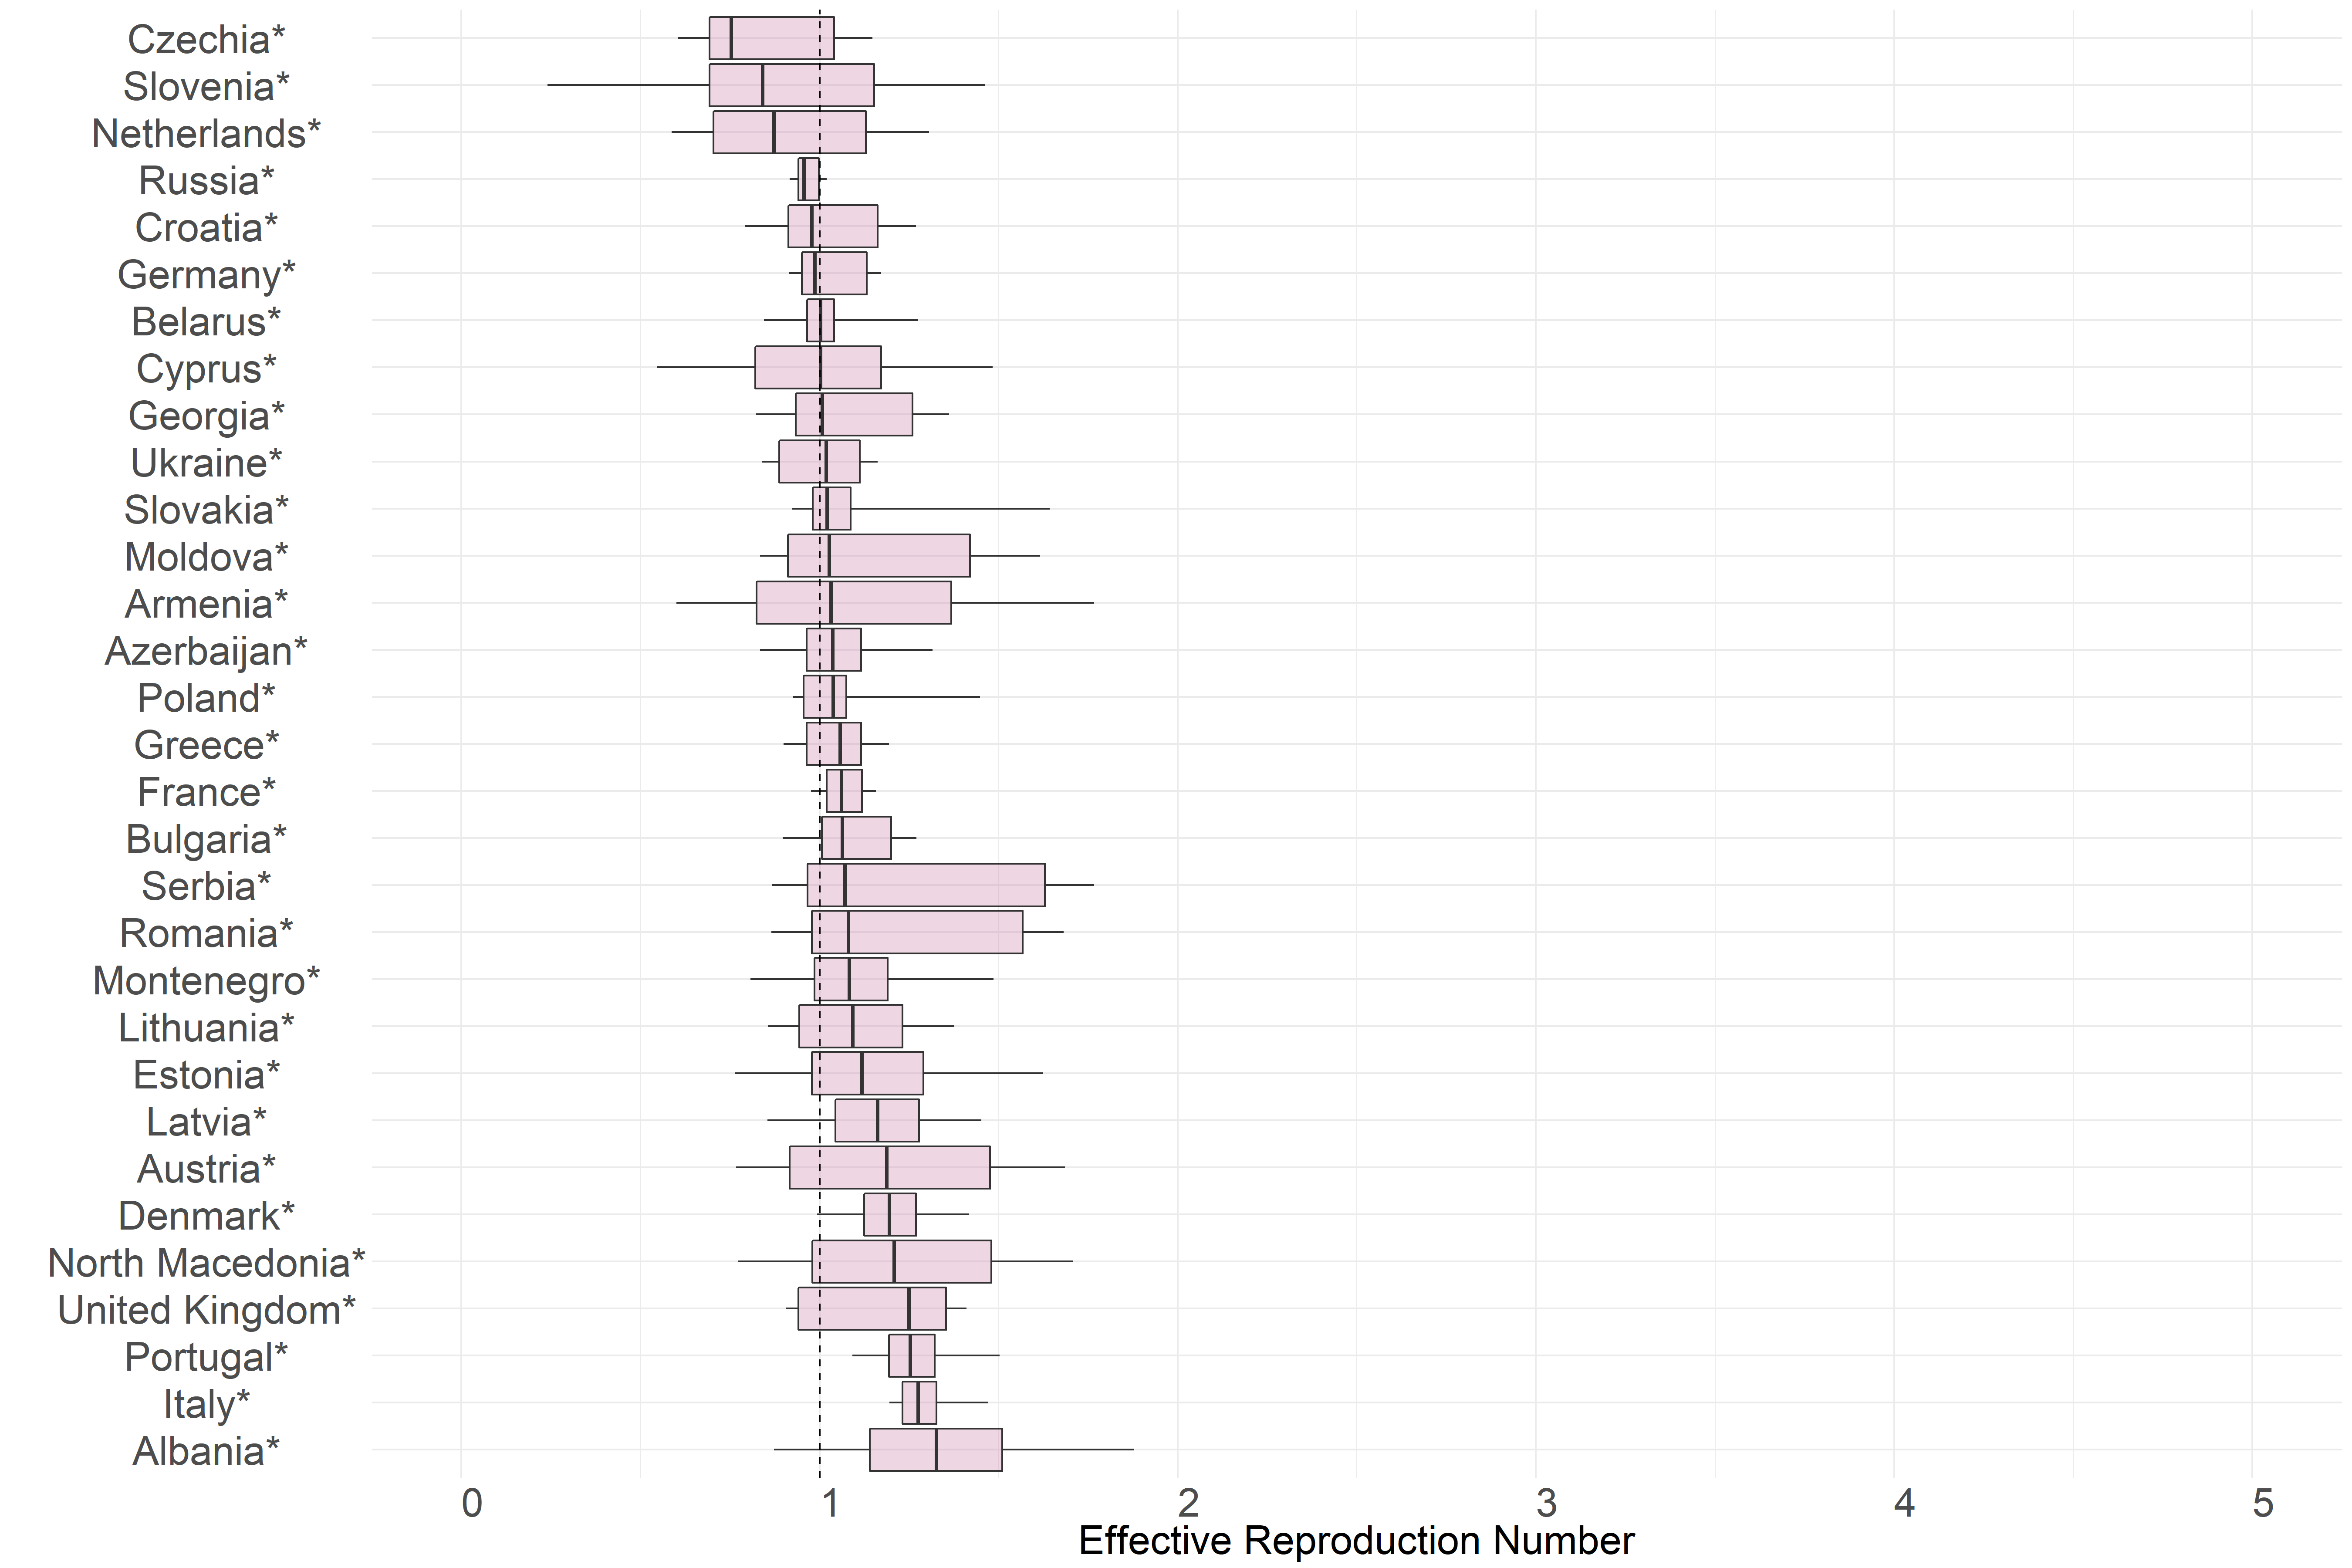 Czechia*
Slovenia*
Netherlands*
Russia*
Croatia*
Germany*
Belarus*
Cyprus*
Georgia*
Ukraine*
Slovakia*
Moldova*
Armenia*
Azerbaijan*
Poland*
Greece*
France*
Bulgaria*
Serbia*
Romania*
Montenegro*
Lithuania*
Estonia*
Latvia*
Austria*
Denmark*
North Macedonia*
United Kingdom*
Portugal*
Italy*
Albania*
0 1 2 3 4 5
Effective Reproduction Number